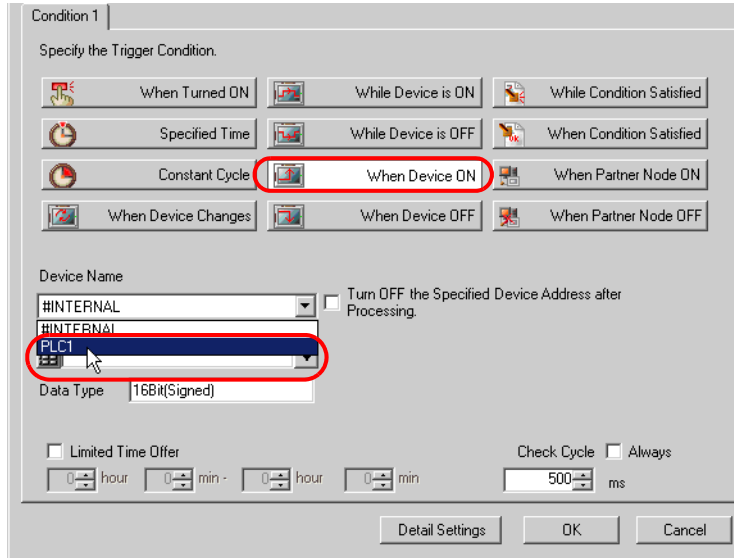 Condition 1
Specify the Trigger Condition.
When Turned ON While Device is ON While Condition Satisfied
Specified Time While Device is OFF When Condition Satisfied
Constant Cycle When Device ON When Partner Node ON
When Device Changes When Device OFF When Partner Node OFF
Device Name
#INTERNAL Turn OFF the Specified Device Address after
Processing.
#INTERNAL
PLC1
Data Type 16Bit(Signed)
Limited Time Offer Check Cycle Always
0 hour 0 min - 0 hour 0 min 500 ms
Detail Settings OK Cancel